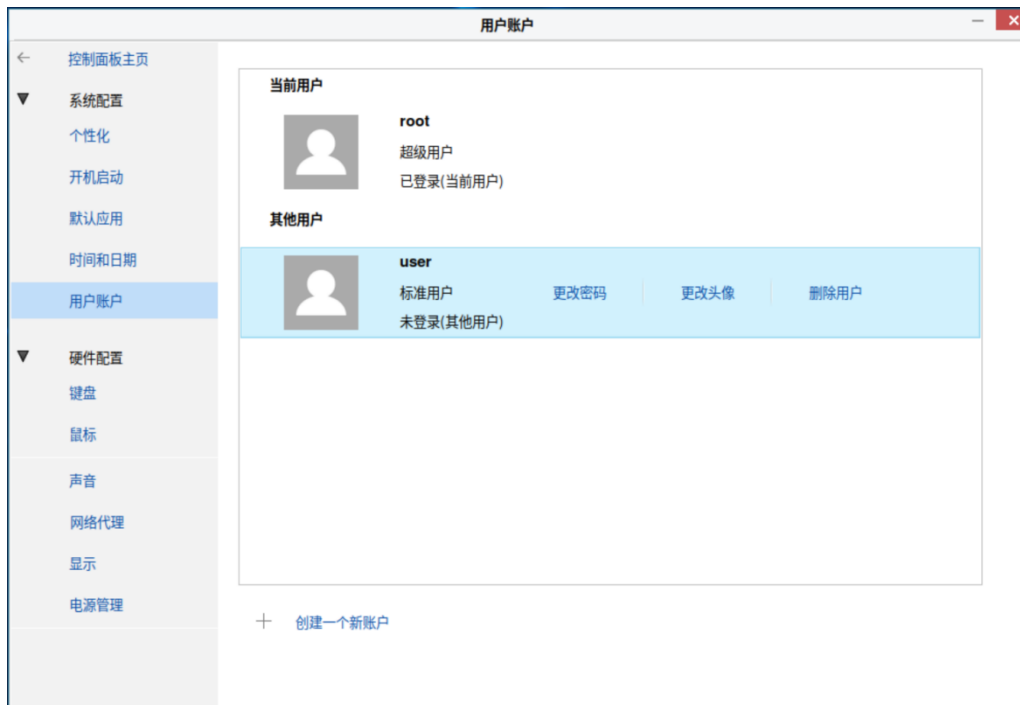 用户账户
控制面板主页
系统配置
个性化
开机启动
默认应用
时间和日期
用户账户
硬件配置
键盘
鼠标
声音
网络代理
显示
电源管理
当前用户
root
超级用户
已登录(当前用户)
其他用户
user
标准用户 更改密码 更改头像 删除用户
未登录(其他用户)
创建一个新账户